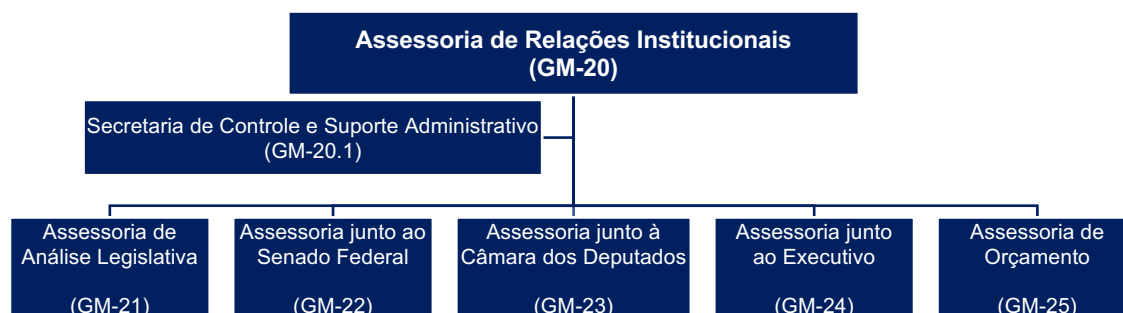 Assessoria de Relações Institucionais
(GM-20)
Secretaria de Controle e Suporte Administrativo
(GM-20.1)
Assessoria de
Análise Legislativa
(GM-21)
Assessoria junto ao
Senado Federal
(GM-22)
Assessoria junto à
Câmara dos Deputados
(GM-23)
Assessoria junto
ao Executivo
(GM-24)
Assessoria de
Orçamento
(GM-25)